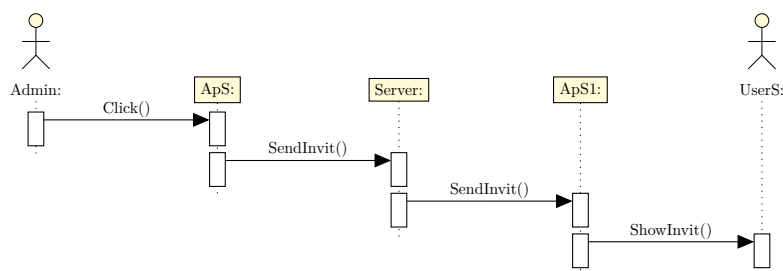 Admin:
ApS:
Server:
ApS1:
UserS:
Click()
SendInvit()
SendInvit()
ShowInvit()